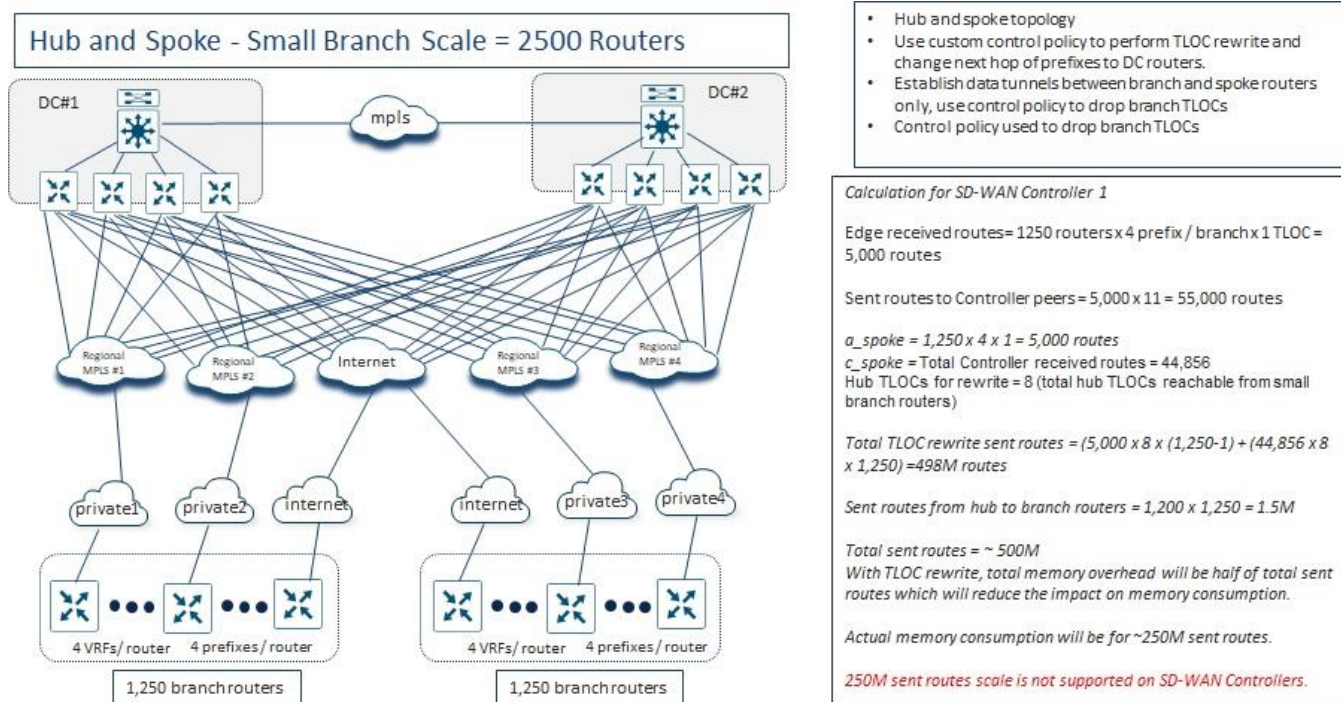 Hub and Spoke - Small Branch Scale = 2500 Routers
DC#1
mpls
DC#2
Regional
MPLS #1
Regional
MPLS #2
Internet
Regional
MPLS #3
Regional
MPLS #4
private1
private2
internet
internet
private3
private4
4 VRFs/ router
4 prefixes/ router
4 VRFs/ router
4 prefixes/ router
1,250 branch routers
1,250 branch routers
• Hub and spoke topology
• Use custom control policy to perform TLOC rewrite and
change next hop of prefixes to DC routers.
• Establish data tunnels between branch and spoke routers
only, use control policy to drop branch TLOCs
• Control policy used to drop branch TLOCs
Calculation for SD-WAN Controller 1
Edge received routes= 1250 routers x 4 prefix / branch x 1 TLOC =
5,000 routes
Sent routes to Controller peers = 5,000 x 11 = 55,000 routes
a_spoke = 1,250 x 4 x 1 = 5,000 routes
c_spoke = Total Controller received routes = 44,856
Hub TLOCs for rewrite = 8 (total hub TLOCs reachable from small
branch routers)
Total TLOC rewrite sent routes = (5,000 x 8 x (1,250-1) + (44,856 x 8
x 1,250) =498M routes
Sent routes from hub to branch routers = 1,200 x 1,250 = 1.5M
Total sent routes = ~ 500M
With TLOC rewrite, total memory overhead will be half of total sent
routes which will reduce the impact on memory consumption.
Actual memory consumption will be for ~250M sent routes.
250M sent routes scale is not supported on SD-WAN Controllers.